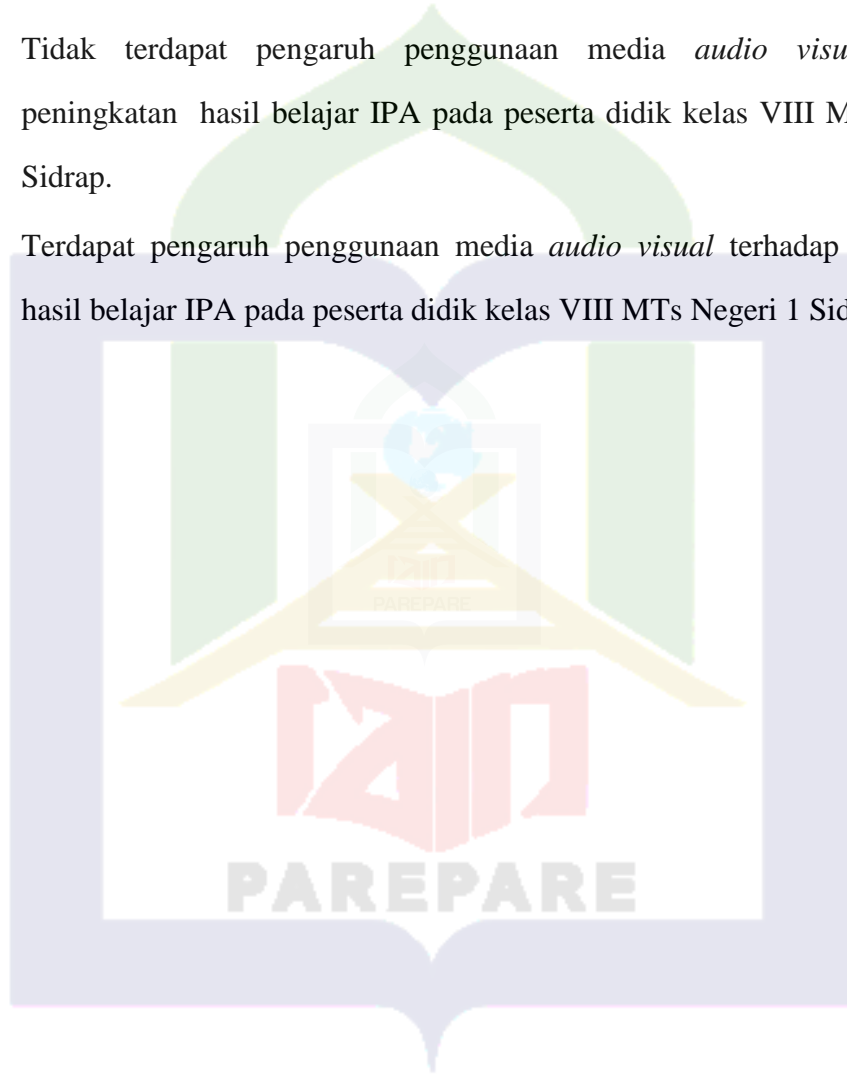 Tidak terdapat pengaruh penggunaan media audio visu
peningkatan hasil belajar IPA pada peserta didik kelas VIII M
Sidrap.
Terdapat pengaruh penggunaan media audio visual terhadap
hasil belajar IPA pada peserta didik kelas VIII MTs Negeri 1 Sid
IAIN
PAREPARE
IAIN
PAREPARE